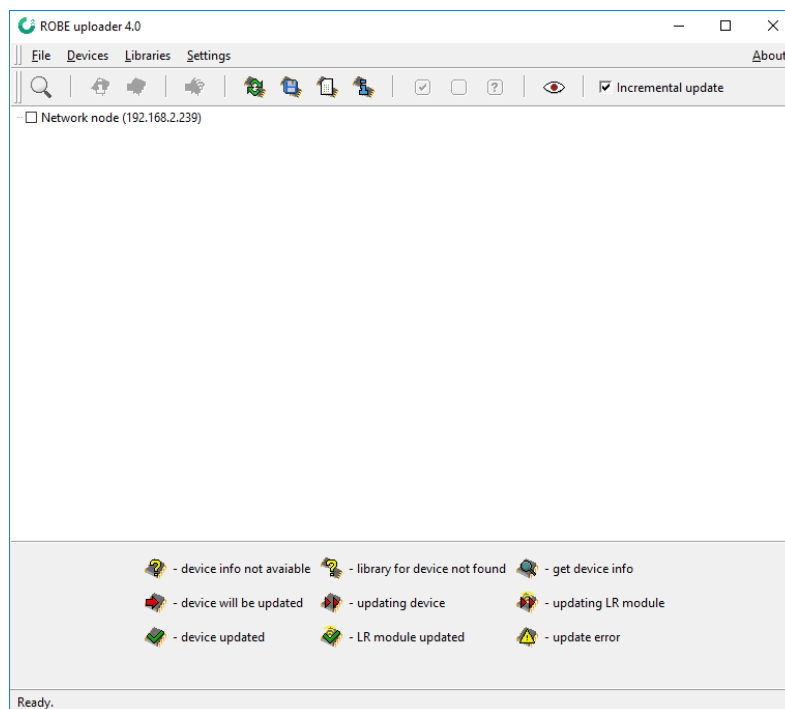 ROBE uploader 4.0
File Devices Libraries Settings About
Incremental update
Network node (192.168.2.239)
- device info not avaiable - library for device not found - get device info
- device will be updated - updating device - updating LR module
- device updated - LR module updated - update error
Ready.